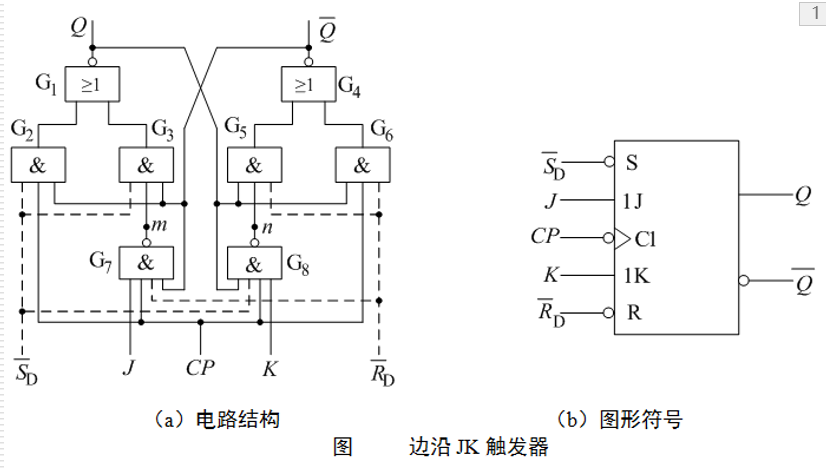 1
Q Q̅
G1 ≥1 ≥1 G4
G2 G3 G5 G6
& & & &
m n
G7 & & G8
S̅D J CP K R̅D
S̅D S
J 1J Q
CP C1
K 1K Q̅
R̅D R
（a）电路结构 （b）图形符号
图 边沿 JK 触发器